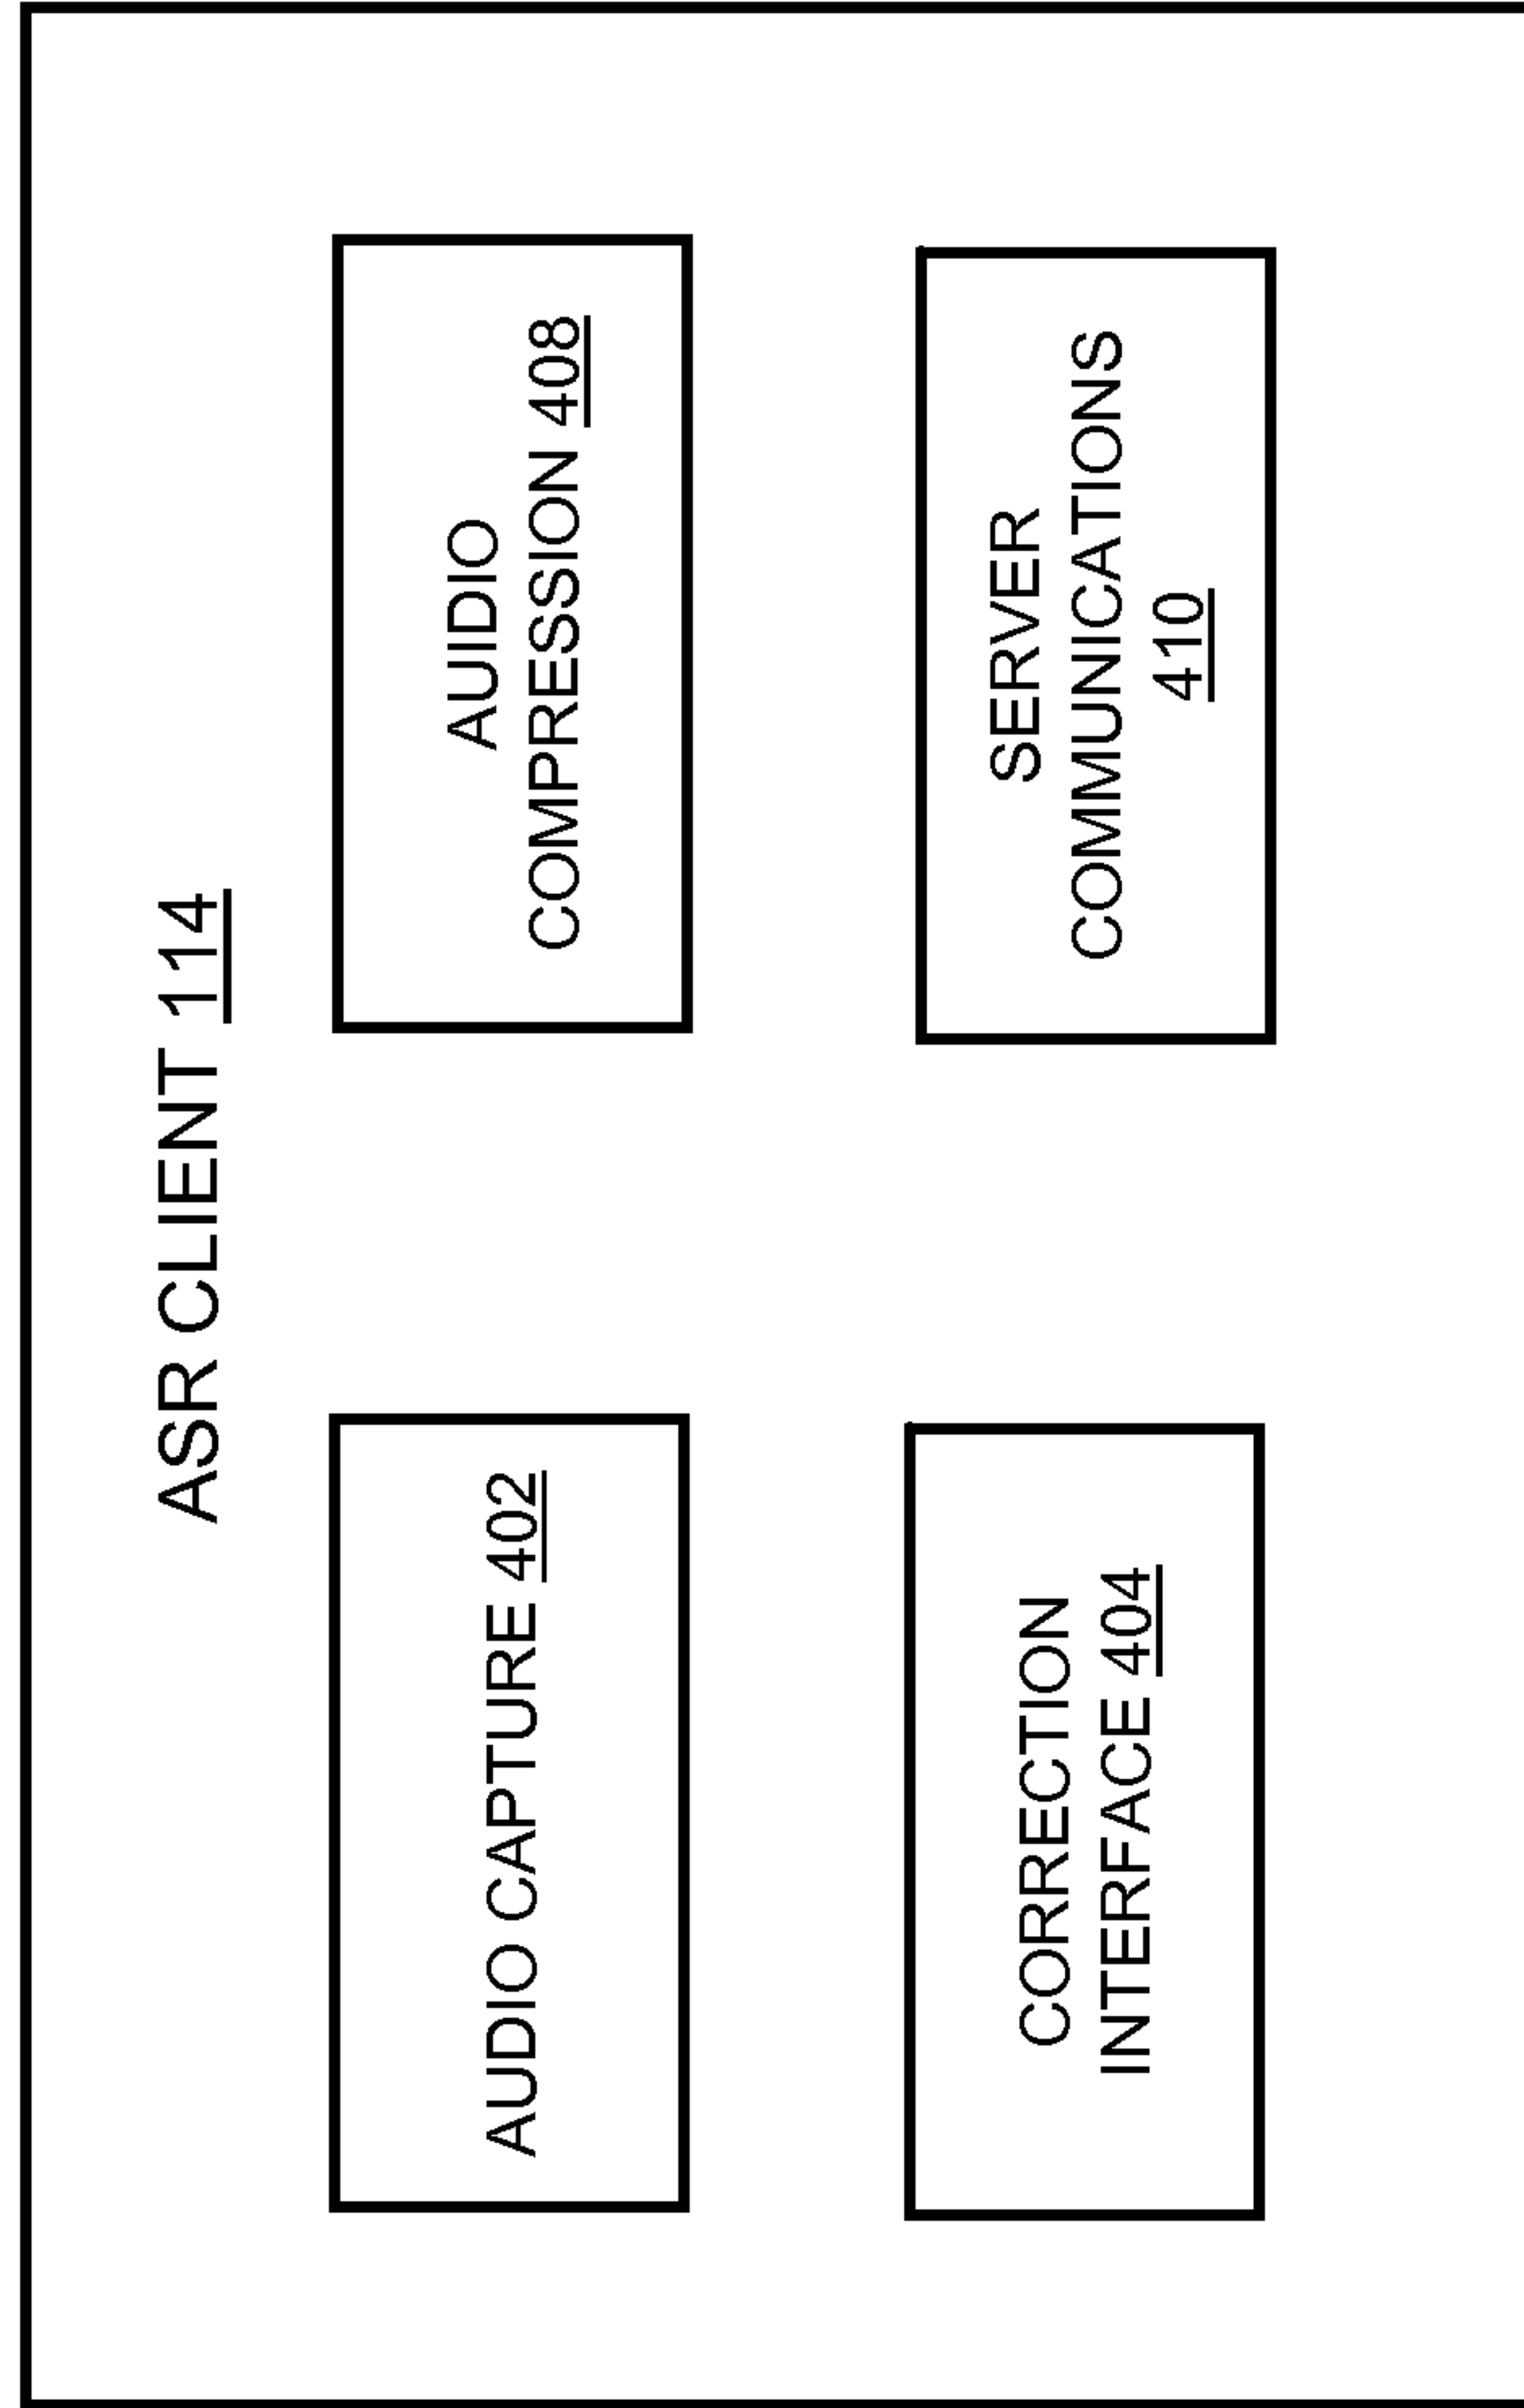 ASR CLIENT 114
AUDIO CAPTURE 402
AUIDIO
COMPRESSION 408
CORRECTION
INTERFACE 404
SERVER
COMMUNICATIONS
410